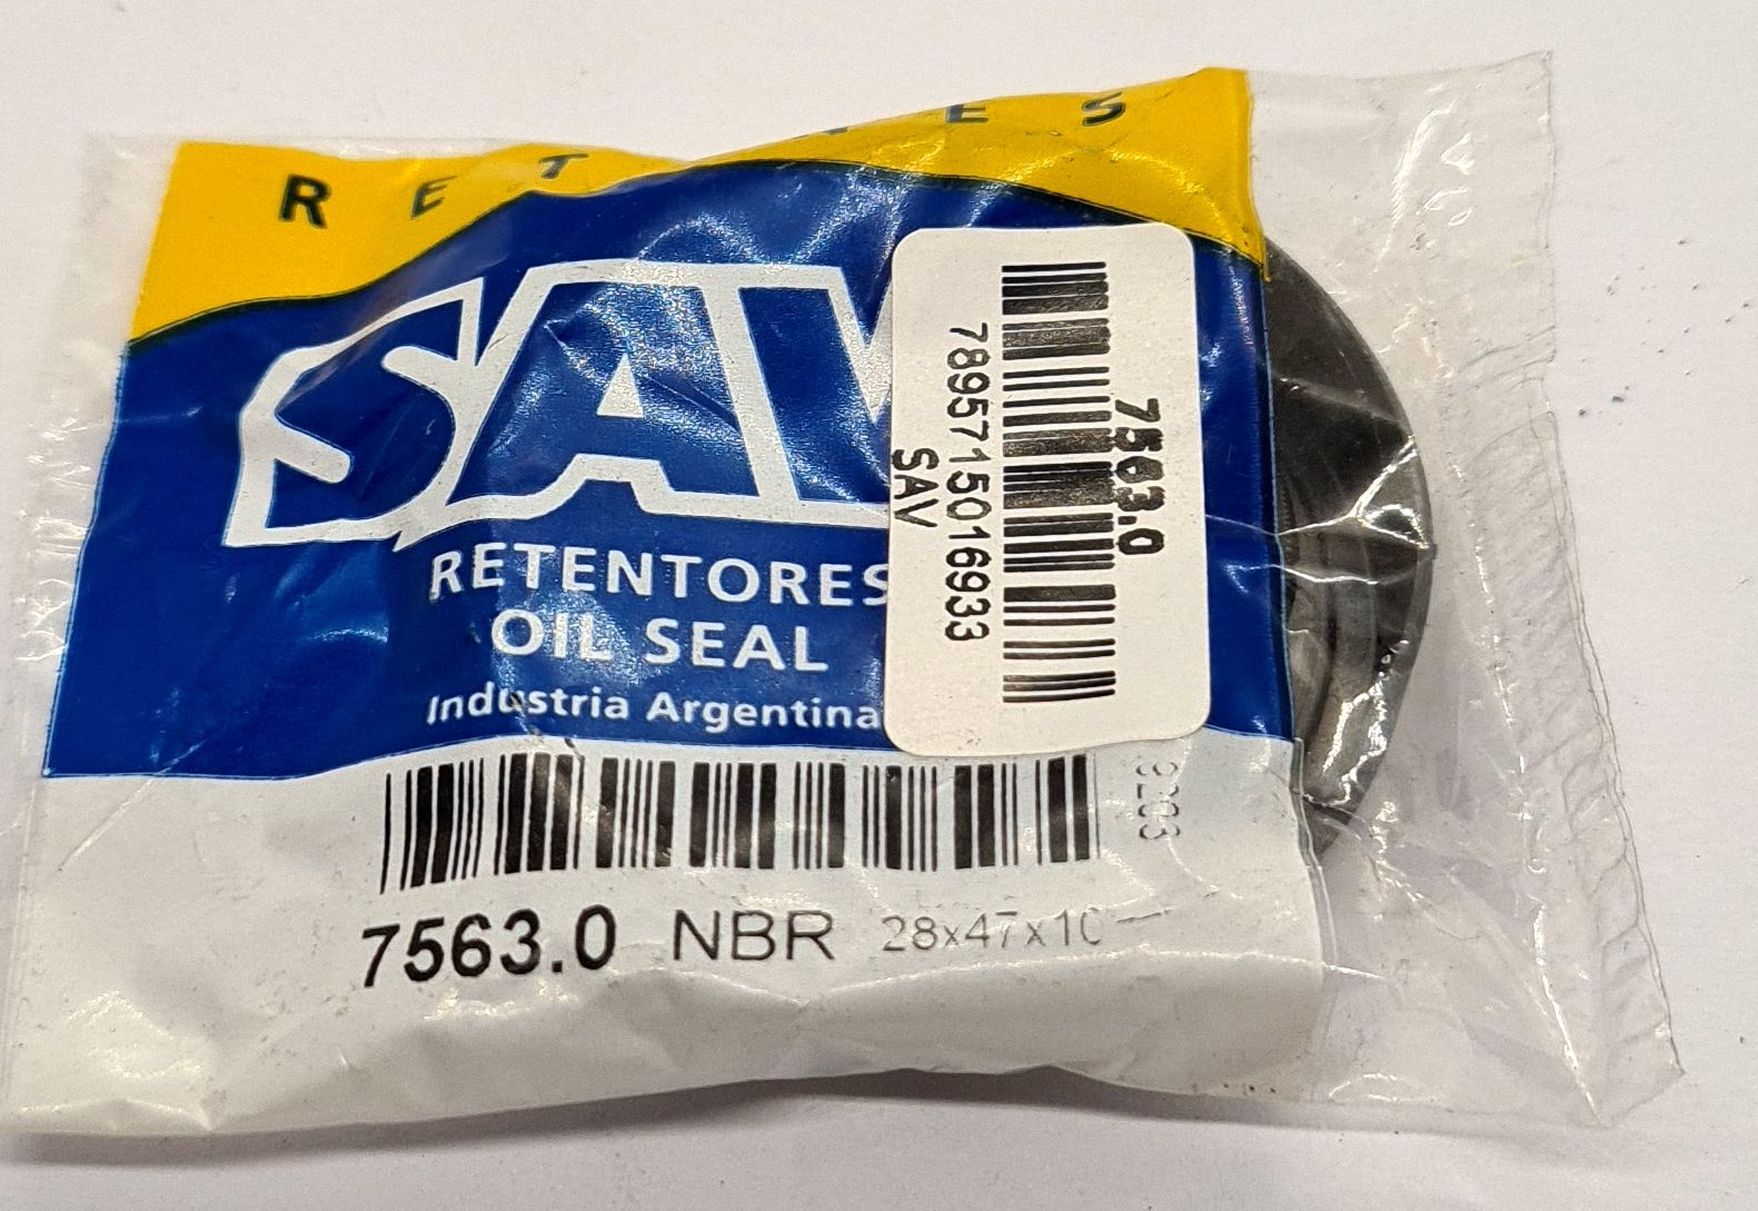 SAV
RETENTORES
OIL SEAL
Industria Argentina
7563.0
7895715016933
SAV
7563.0 NBR 28x47x10